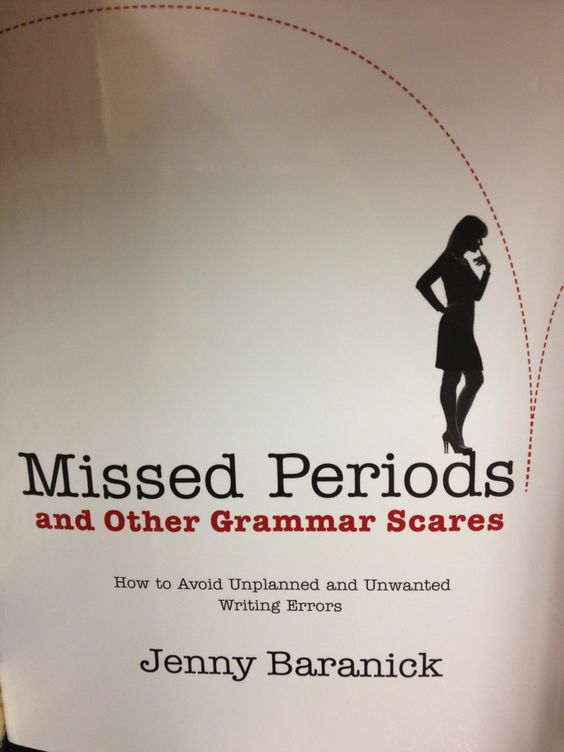 Missed Periods
and Other Grammar Scares
How to Avoid Unplanned and Unwanted
Writing Errors
Jenny Baranick